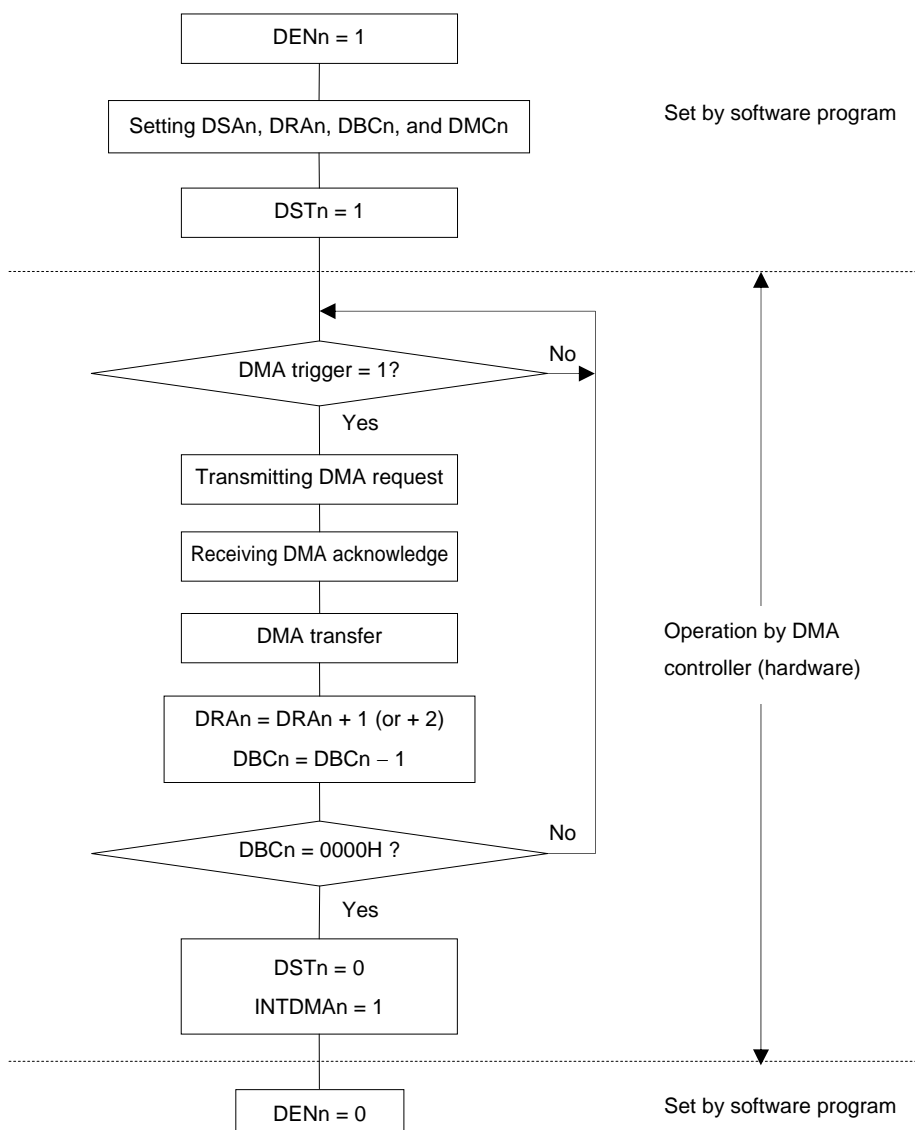 DENn = 1
Setting DSAn, DRAn, DBCn, and DMCn
Set by software program
DSTn = 1
DMA trigger = 1?
No
Yes
Transmitting DMA request
Receiving DMA acknowledge
DMA transfer
Operation by DMA
controller (hardware)
DRAn = DRAn + 1 (or + 2)
DBCn = DBCn − 1
DBCn = 0000H ?
No
Yes
DSTn = 0
INTDMAn = 1
DENn = 0
Set by software program